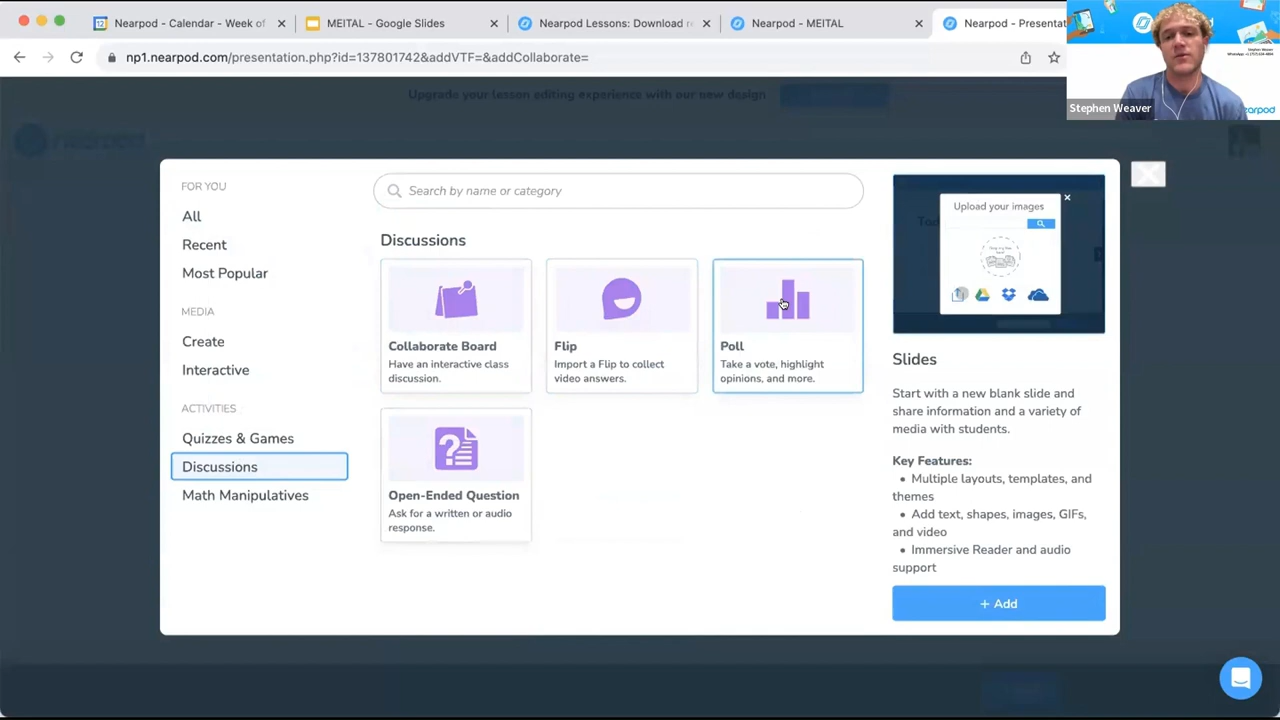 Nearpod - Calendar - Week of
MEITAL - Google Slides
Nearpod Lessons: Download r
Nearpod - MEITAL
Nearpod - Presenta
np1.nearpod.com/presentation.php?id=137801742&addVTF=&addCollaborate=
Stephen Weaver
Upgrade your lesson editing experience with our new design
nearpod
FOR YOU
All
Recent
Most Popular
MEDIA
Create
Interactive
ACTIVITIES
Quizzes & Games
Discussions
Math Manipulatives
Search by name or category
Discussions
Collaborate Board
Have an interactive class
discussion.
Flip
Import a Flip to collect
video answers.
Poll
Take a vote, highlight
opinions, and more.
Open-Ended Question
Ask for a written or audio
response.
Upload your images
Slides
Start with a new blank slide and
share information and a variety of
media with students.
Key Features:
• Multiple layouts, templates, and
themes
• Add text, shapes, images, GIFs,
and video
• Immersive Reader and audio
support
+ Add